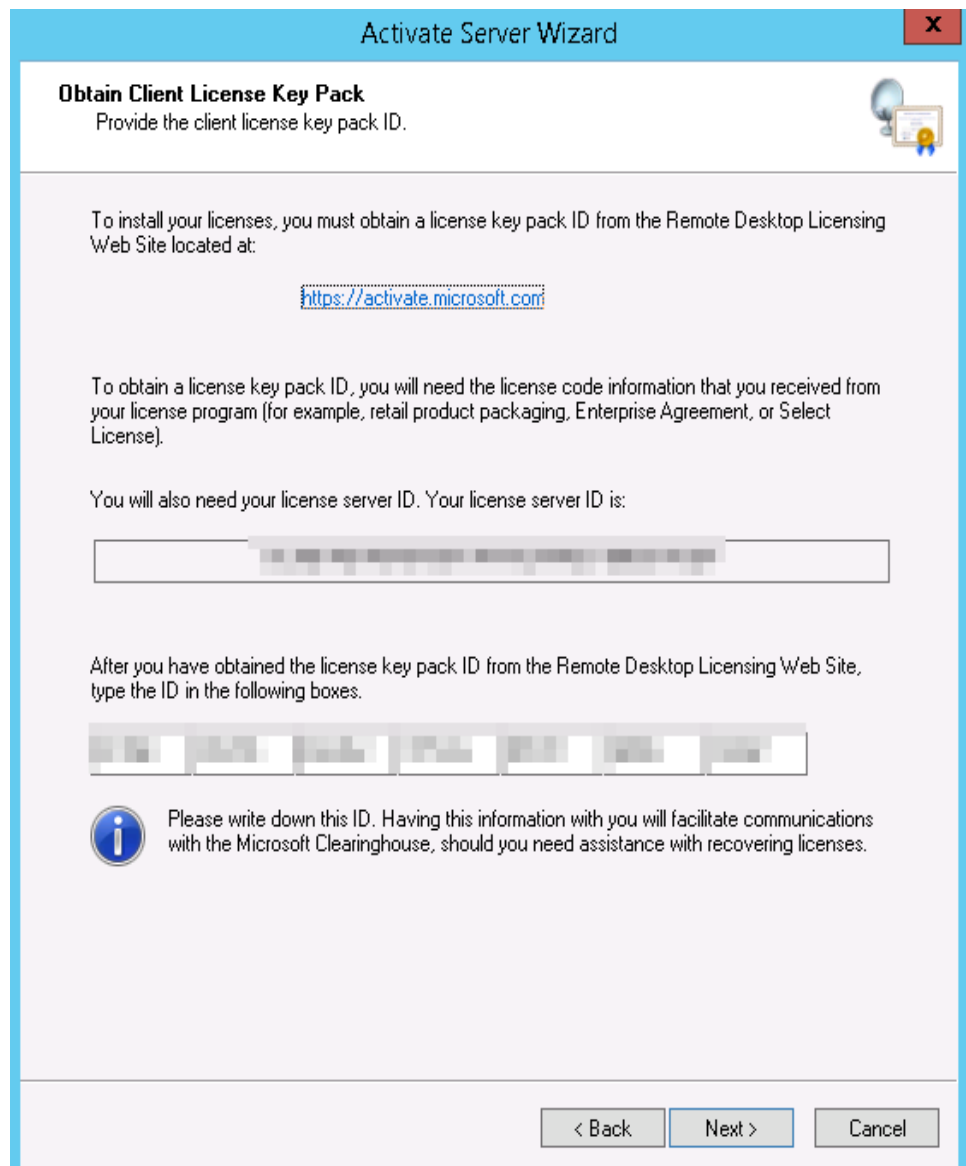 Activate Server Wizard
x
Obtain Client License Key Pack
Provide the client license key pack ID.
To install your licenses, you must obtain a license key pack ID from the Remote Desktop Licensing
Web Site located at:
https://activate.microsoft.com
To obtain a license key pack ID, you will need the license code information that you received from
your license program (for example, retail product packaging, Enterprise Agreement, or Select
License).
You will also need your license server ID. Your license server ID is:
After you have obtained the license key pack ID from the Remote Desktop Licensing Web Site,
type the ID in the following boxes.
Please write down this ID. Having this information with you will facilitate communications
with the Microsoft Clearinghouse, should you need assistance with recovering licenses.
< Back
Next >
Cancel